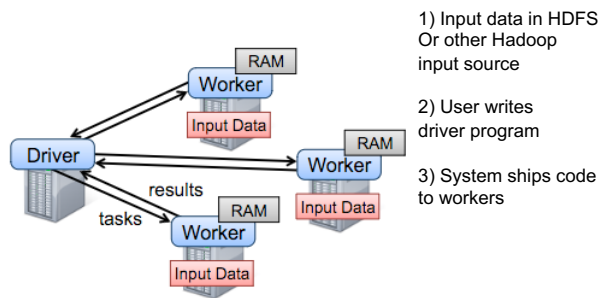 RAM
Worker
Input Data
Driver
RAM
Worker
Input Data
results
tasks
RAM
Worker
Input Data
1) Input data in HDFS
Or other Hadoop
input source
2) User writes
driver program
3) System ships code
to workers